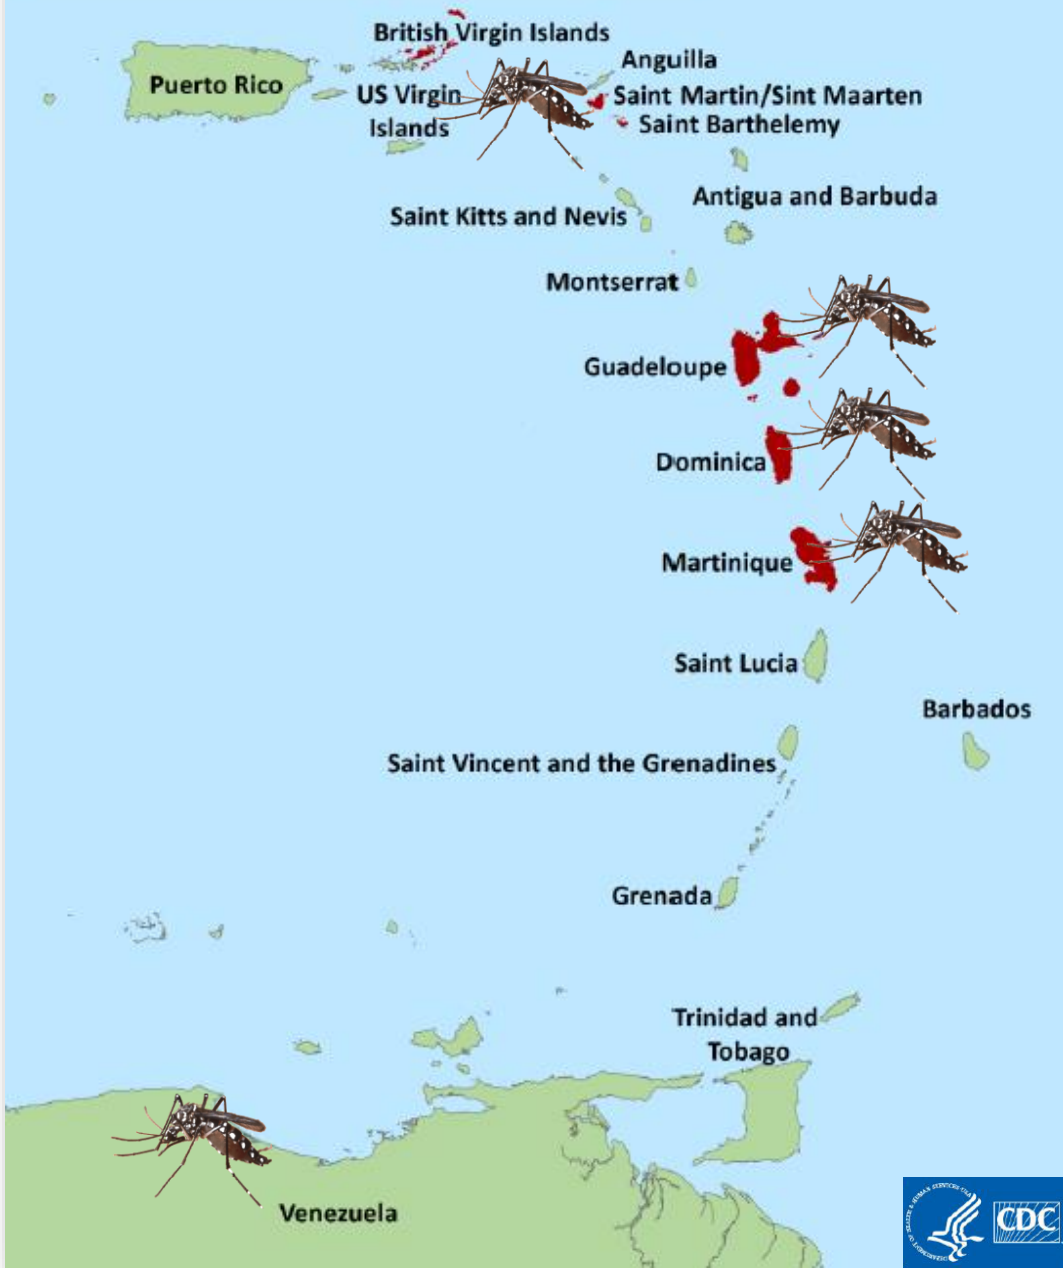 British Virgin Islands
Anguilla
Puerto Rico
US Virgin
Islands
Saint Martin/Sint Maarten
Saint Barthelemy
Antigua and Barbuda
Saint Kitts and Nevis
Montserrat
Guadeloupe
Dominica
Martinique
Saint Lucia
Barbados
Saint Vincent and the Grenadines
Grenada
Trinidad and
Tobago
Venezuela
CDC